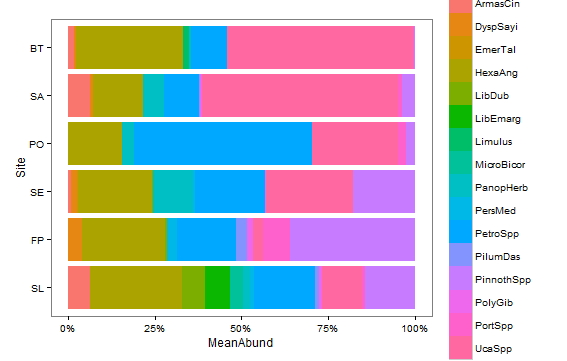 BT
SA
PO
SE
FP
SL
Site
0%
25%
50%
75%
100%
MeanAbund
ArmasCin
DyspSayi
EmerTal
HexaAng
LibDub
LibEmarg
Limulus
MicroBicor
PanopHerb
PersMed
PetroSpp
PilumDas
PinnothSpp
PolyGib
PortSpp
UcaSpp